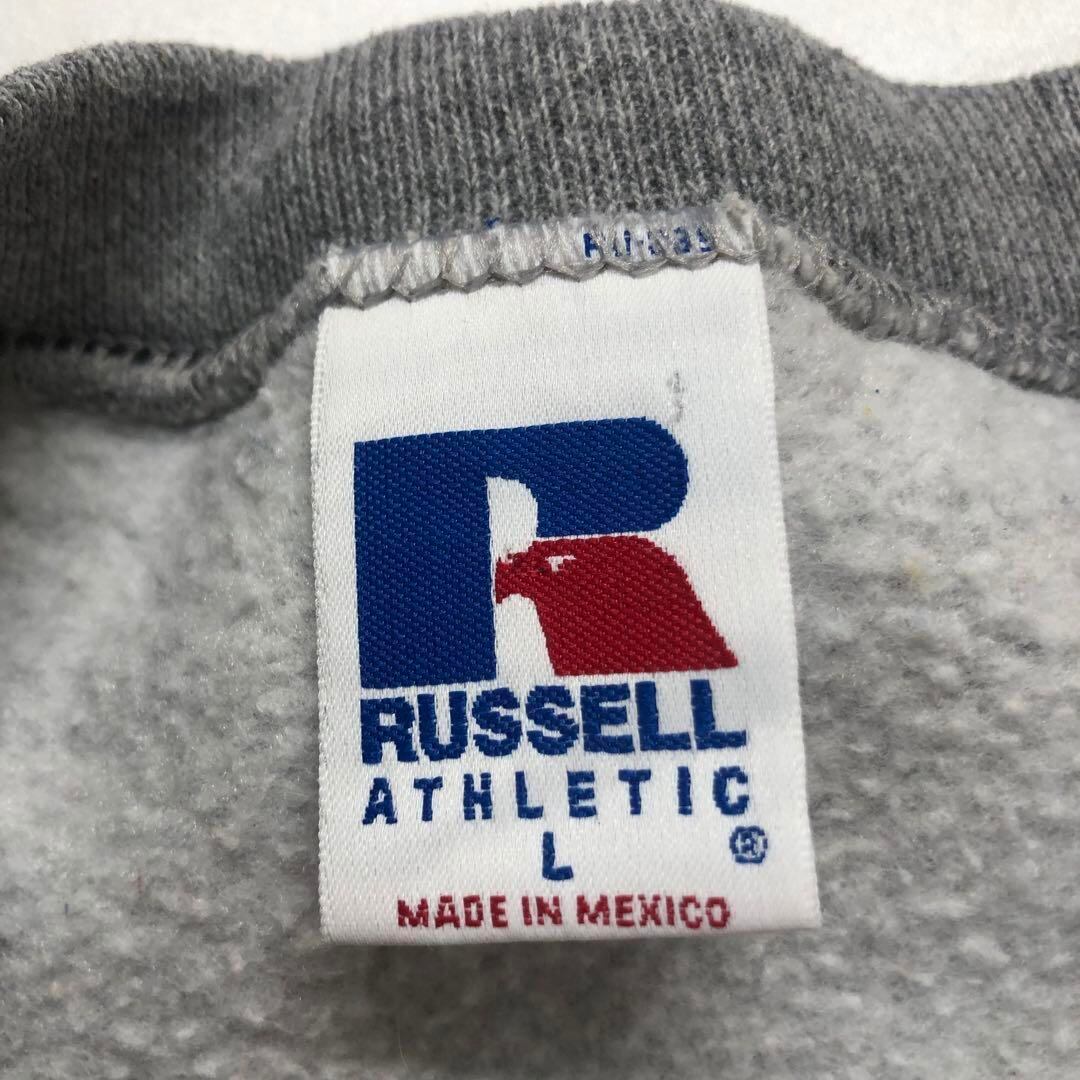 RUSSELL
ATHLETIC
L ®
MADE IN MEXICO